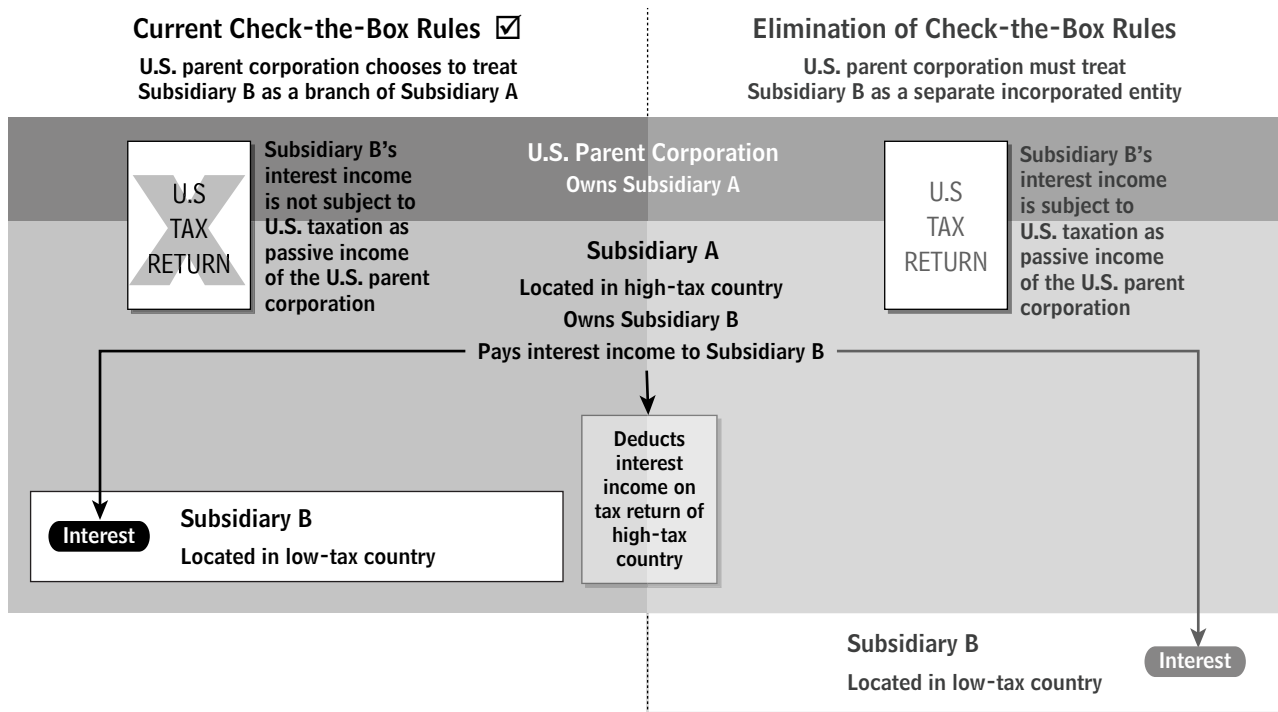 Current Check-the-Box Rules ☑
U.S. parent corporation chooses to treat
Subsidiary B as a branch of Subsidiary A
Elimination of Check-the-Box Rules
U.S. parent corporation must treat
Subsidiary B as a separate incorporated entity
U.S
TAX
RETURN
Subsidiary B's
interest income
is not subject to
U.S. taxation as
passive income
of the U.S. parent
corporation
U.S. Parent Corporation
Owns Subsidiary A
U.S
TAX
RETURN
Subsidiary B's
interest income
is subject to
U.S. taxation as
passive income
of the U.S. parent
corporation
Subsidiary A
Located in high-tax country
Owns Subsidiary B
Pays interest income to Subsidiary B
Deducts
interest
income on
tax return of
high-tax
country
Interest
Subsidiary B
Located in low-tax country
Subsidiary B
Located in low-tax country
Interest